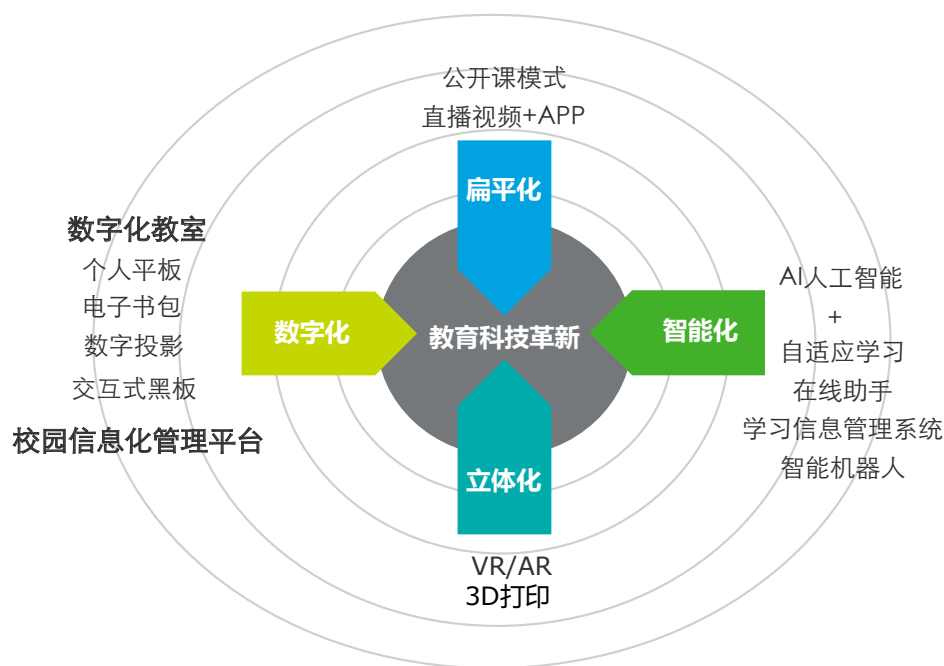 公开课模式
直播视频+APP
扁平化
数字化教室
个人平板
电子书包
数字投影
交互式黑板
校园信息化管理平台
数字化
教育科技革新
智能化
AI人工智能
+
自适应学习
在线助手
学习信息管理系统
智能机器人
立体化
VR/AR
3D打印